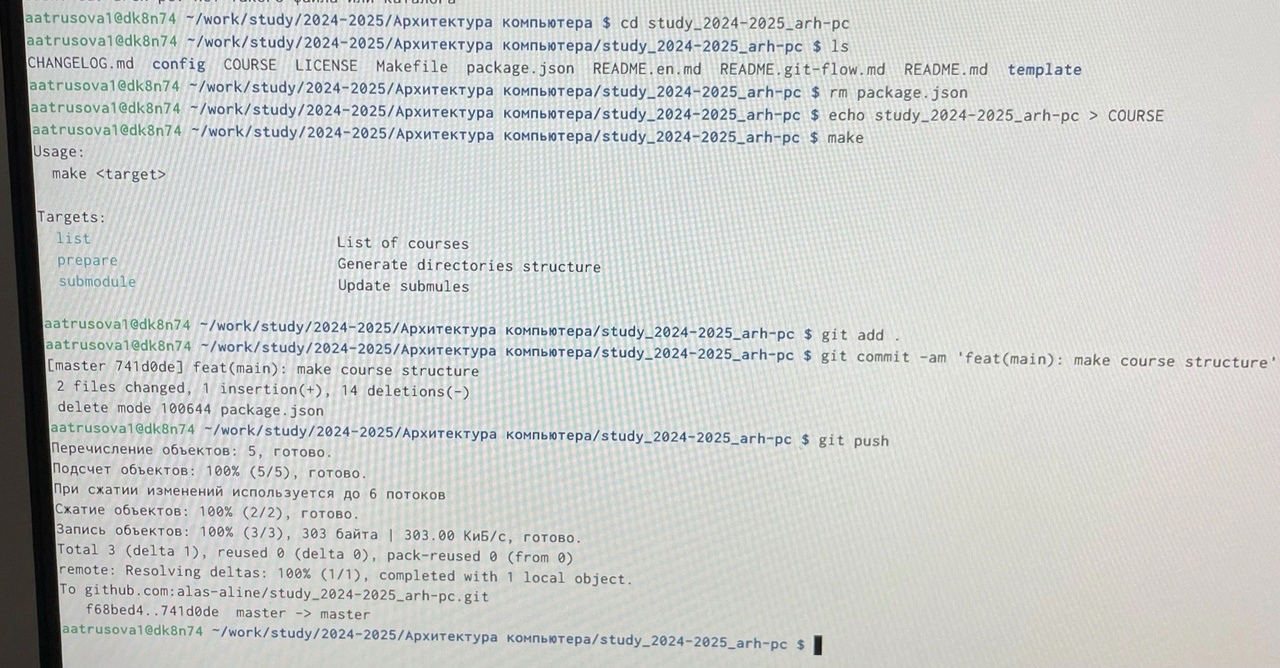 такого файла или каталога
aatrusova1@dk8n74 ~/work/study/2024-2025/Архитектура компьютера $ cd study_2024-2025_arh-pc
aatrusova1@dk8n74 ~/work/study/2024-2025/Архитектура компьютера/study_2024-2025_arh-pc $ ls
CHANGELOG.md config COURSE LICENSE Makefile package.json README.en.md README.git-flow.md README.md template
aatrusova1@dk8n74 ~/work/study/2024-2025/Архитектура компьютера/study_2024-2025_arh-pc $ rm package.json
aatrusova1@dk8n74 ~/work/study/2024-2025/Архитектура компьютера/study_2024-2025_arh-pc $ echo study_2024-2025_arh-pc > COURSE
aatrusova1@dk8n74 ~/work/study/2024-2025/Архитектура компьютера/study_2024-2025_arh-pc $ make
Usage:
make <target>
Targets:
list List of courses
prepare Generate directories structure
submodule Update submules
aatrusova1@dk8n74 ~/work/study/2024-2025/Архитектура компьютера/study_2024-2025_arh-pc $ git add .
aatrusova1@dk8n74 ~/work/study/2024-2025/Архитектура компьютера/study_2024-2025_arh-pc $ git commit -am 'feat(main): make course structure'
[master 741d0de] feat(main): make course structure
2 files changed, 1 insertion(+), 14 deletions(-)
delete mode 100644 package.json
aatrusova1@dk8n74 ~/work/study/2024-2025/Архитектура компьютера/study_2024-2025_arh-pc $ git push
Перечисление объектов: 5, готово.
Подсчет объектов: 100% (5/5), готово.
При сжатии изменений используется до 6 потоков
Сжатие объектов: 100% (2/2), готово.
Запись объектов: 100% (3/3), 303 байта | 303.00 КиБ/с, готово.
Total 3 (delta 1), reused 0 (delta 0), pack-reused 0 (from 0)
remote: Resolving deltas: 100% (1/1), completed with 1 local object.
To github.com:alas-aline/study_2024-2025_arh-pc.git
f68bed4..741d0de master -> master
aatrusova1@dk8n74 ~/work/study/2024-2025/Архитектура компьютера/study_2024-2025_arh-pc $